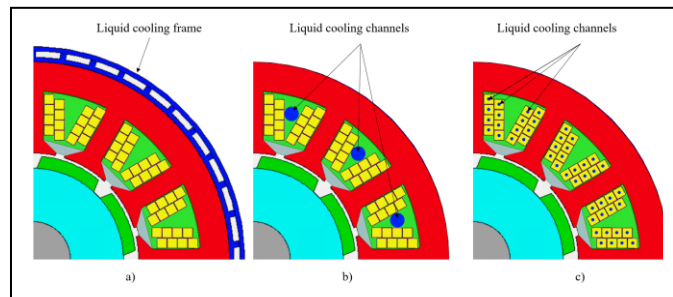 Liquid cooling frame
Liquid cooling channels
Liquid cooling channels
a)
b)
c)